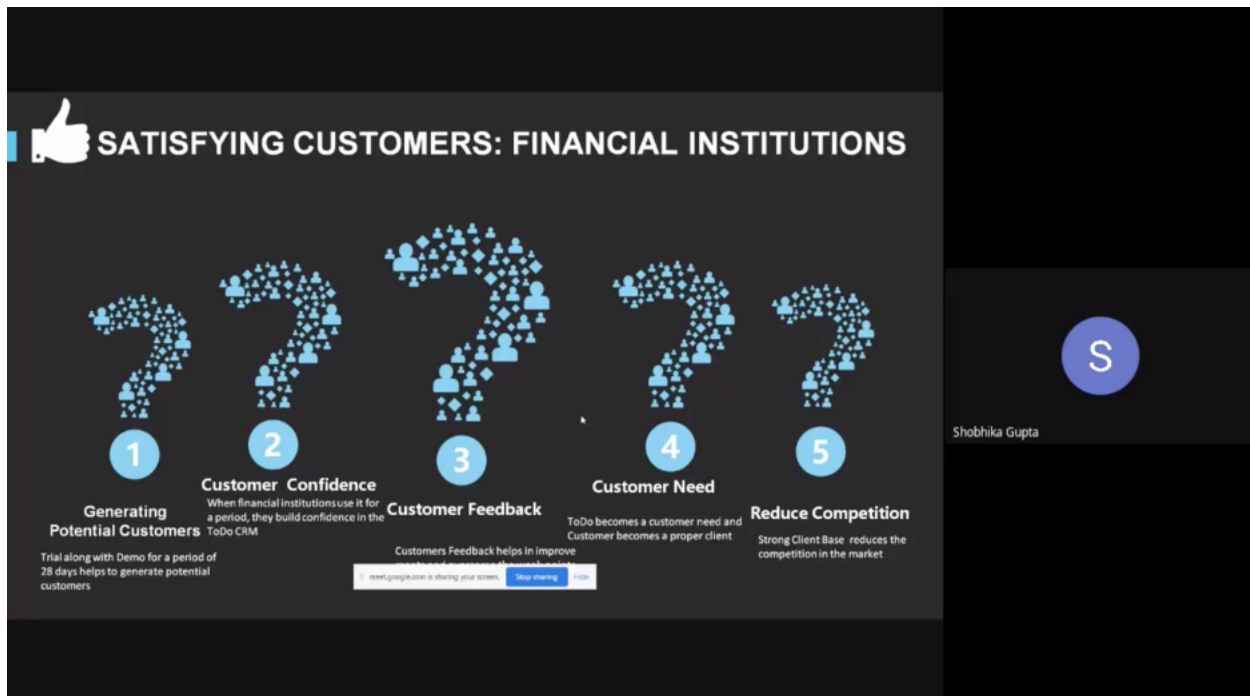 SATISFYING CUSTOMERS: FINANCIAL INSTITUTIONS
1
Generating
Potential Customers
Trial along with Demo for a period of
28 days helps to generate potential
customers
2
Customer Confidence
When financial institutions use it for
a period, they build confidence in the
ToDo CRM
3
Customer Feedback
Customers Feedback helps in improve
4
Customer Need
ToDo becomes a customer need and
Customer becomes a proper client
5
Reduce Competition
Strong Client Base reduces the
competition in the market
meet.google.com is sharing your screen.
Stop sharing
Hide
S
Shobhika Gupta